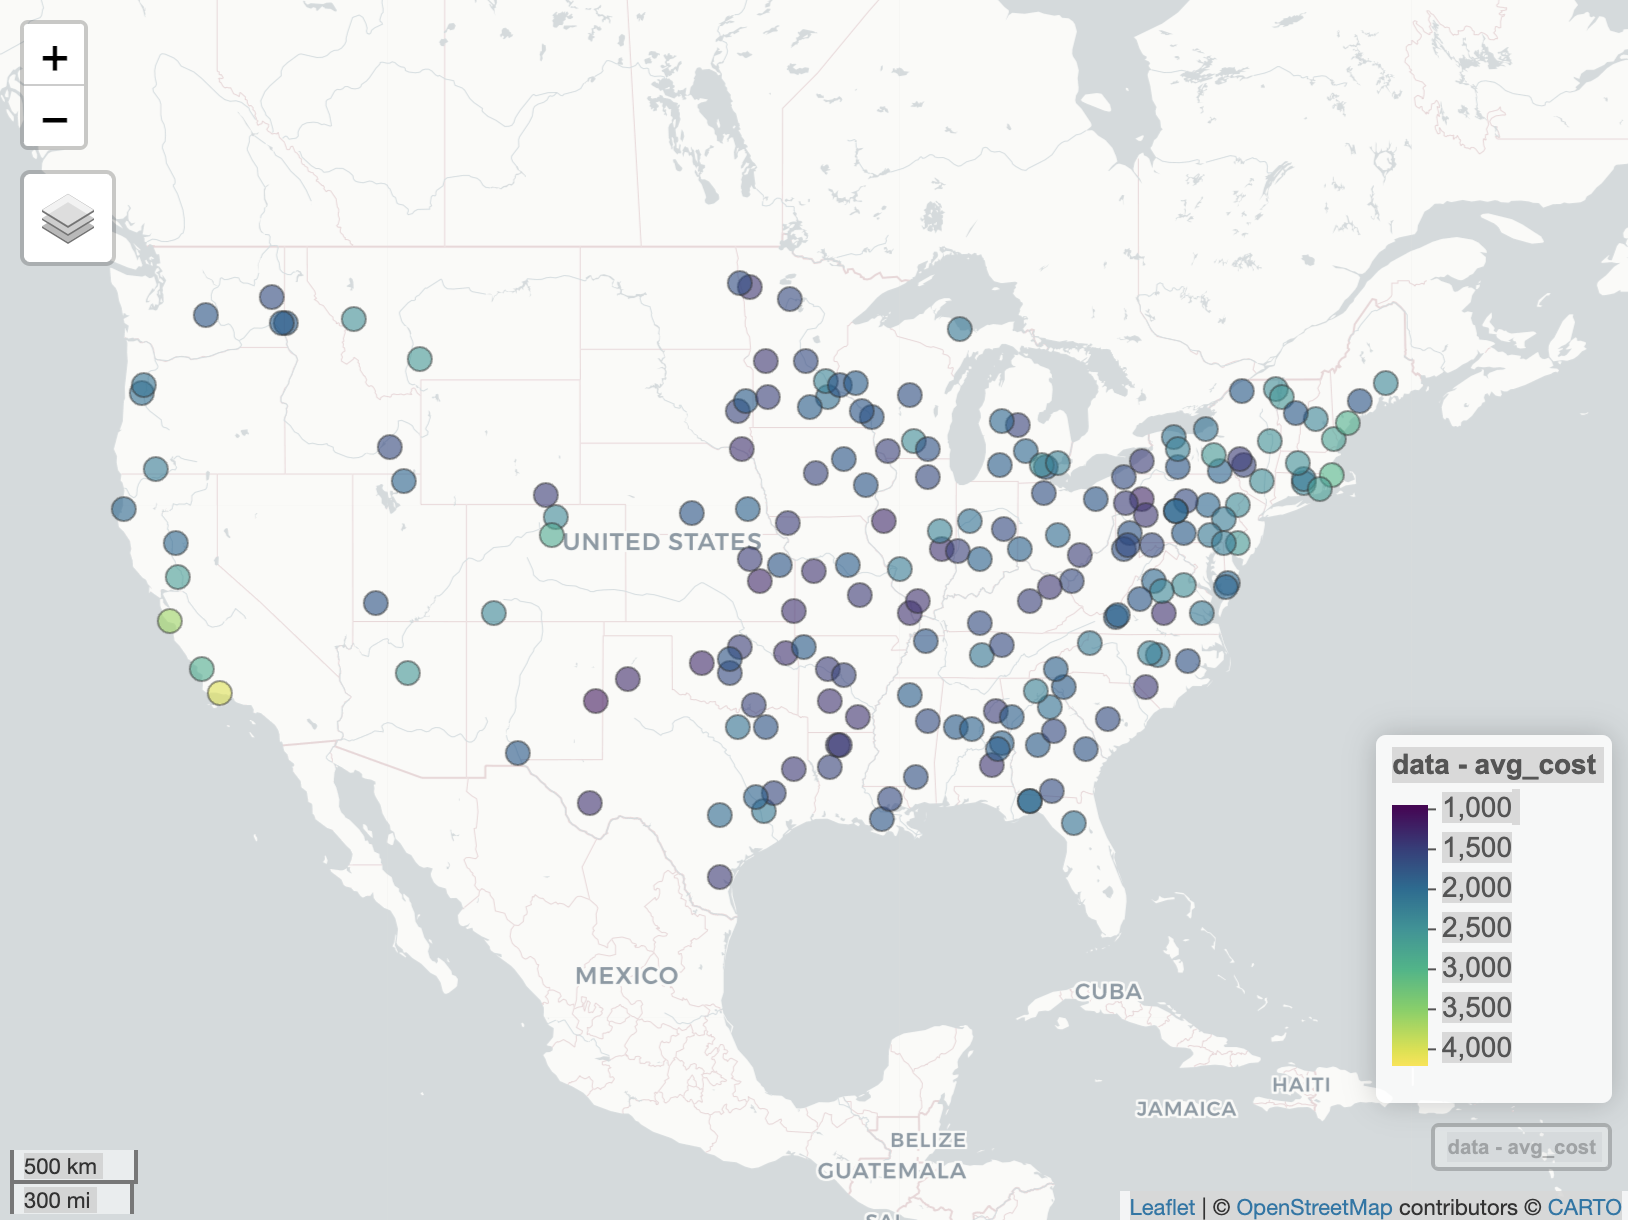 +
−
UNITED STATES
MEXICO
CUBA
HAITI
JAMAICA
BELIZE
GUATEMALA
data - avg_cost
1,000
1,500
2,000
2,500
3,000
3,500
4,000
data - avg_cost
500 km
300 mi
Leaflet | © OpenStreetMap contributors © CARTO